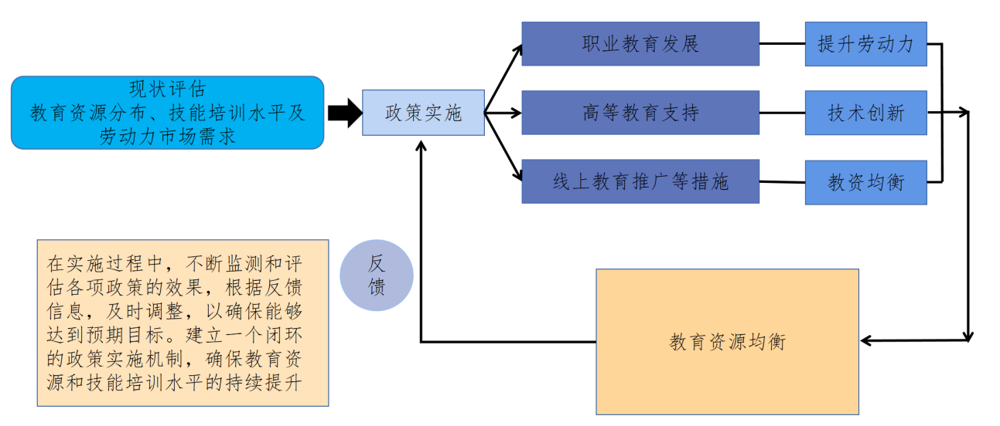 现状评估
教育资源分布、技能培训水平及
劳动力市场需求
政策实施
职业教育发展
提升劳动力
高等教育支持
技术创新
线上教育推广等措施
教资均衡
在实施过程中，不断监测和评
估各项政策的效果，根据反馈
信息，及时调整，以确保能够
达到预期目标。建立一个闭环
的政策实施机制，确保教育资
源和技能培训水平的持续提升
反
馈
教育资源均衡